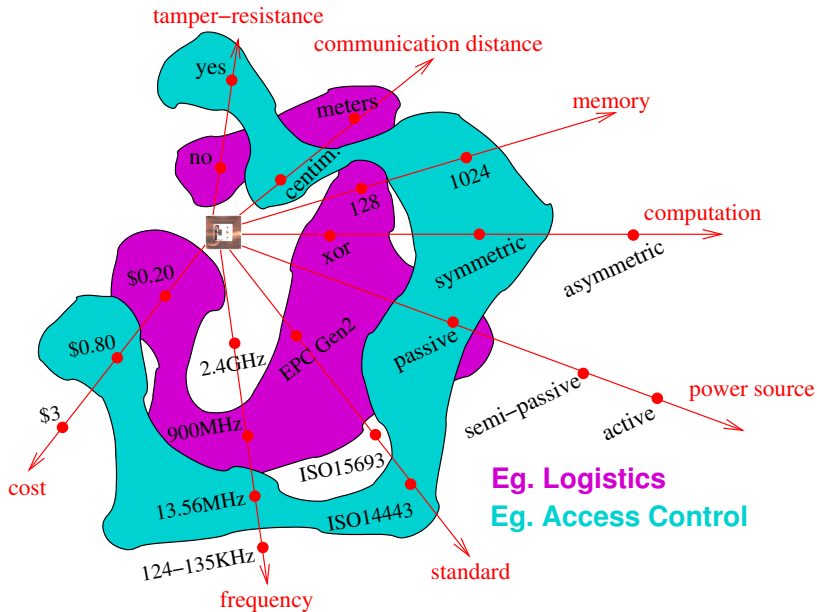 tamper-resistance
communication distance
yes
meters
memory
no
centim.
1024
128
computation
xor
symmetric
asymmetric
$0.20
EPC Gen2
passive
$0.80
2.4GHz
semi-passive
power source
$3
active
900MHz
ISO15693
cost
Eg. Logistics
13.56MHz
ISO14443
Eg. Access Control
124-135KHz
standard
frequency